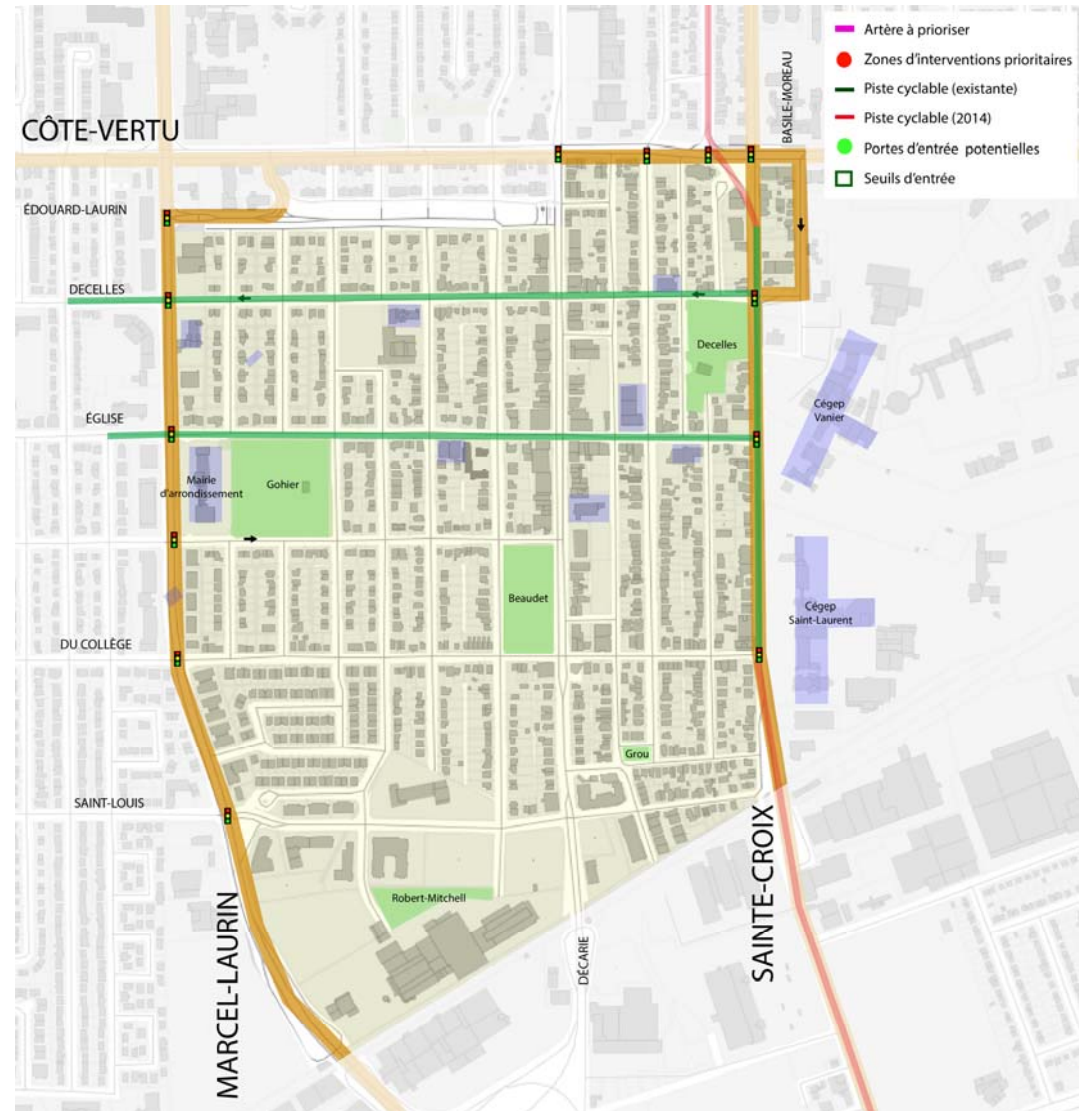 Artère à prioriser
Zones d'interventions prioritaires
Piste cyclable (existante)
Piste cyclable (2014)
Portes d'entrée potentielles
Seuils d'entrée
BASILE-MOREAU
CÔTE-VERTU
ÉDOUARD-LAURIN
DECELLES
Decelles
ÉGLISE
Cégep
Vanier
Mairie
d'arrondissement
Gohier
Beaudet
Cégep
Saint-Laurent
DU COLLÈGE
Grou
SAINT-LOUIS
SAINTE-CROIX
MARCEL-LAURIN
Robert-Mitchell
DÉCARIE